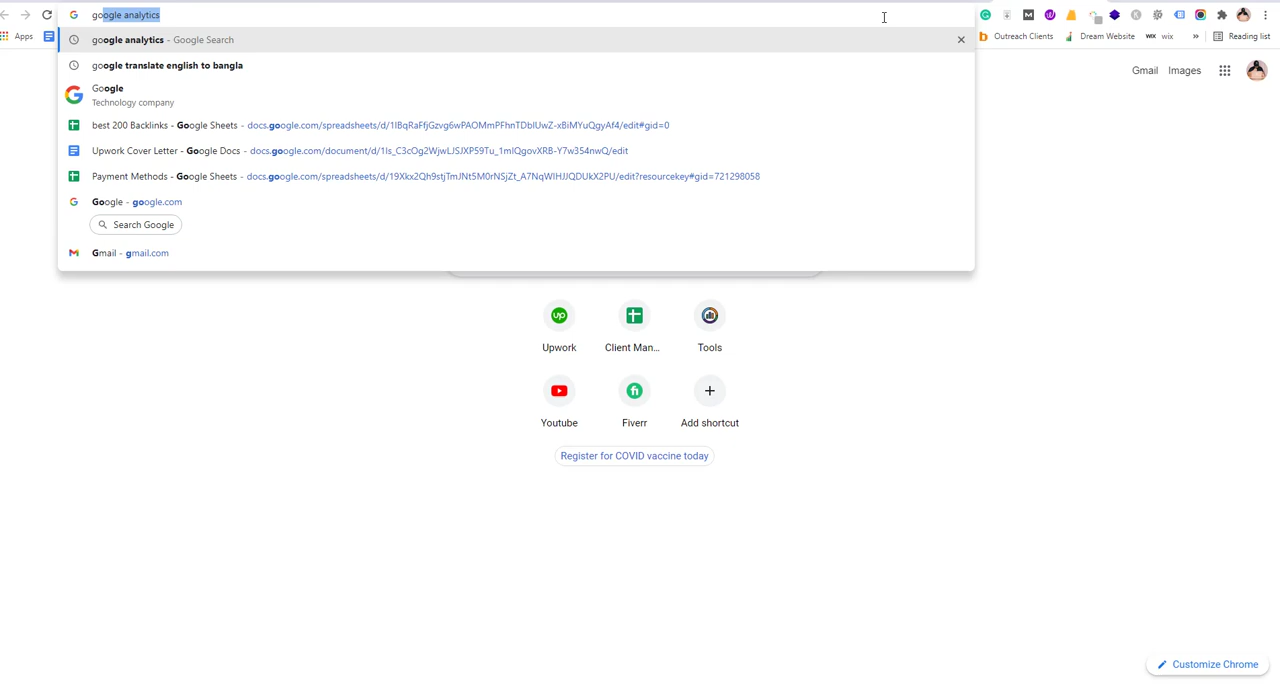 google analytics
google analytics - Google Search
google translate english to bangla
Google
Technology company
best 200 Backlinks - Google Sheets - docs.google.com/spreadsheets/d/1lBqRaFfjGzvg6wPAOMmPFhnTDblUwZ-xBiMYuQgyAf4/edit#gid=0
Upwork Cover Letter - Google Docs - docs.google.com/document/d/1ls_C3cOg2WjwLJSJXP59Tu_1mlQgovXRB-Y7w354nwQ/edit
Payment Methods - Google Sheets - docs.google.com/spreadsheets/d/19Xkx2Qh9stjTmJNt5M0rNSjZt_A7NqWIHJJQDUkX2PU/edit?resourcekey#gid=721298058
Google - google.com
Search Google
Gmail - gmail.com
Apps
Outreach Clients
Dream Website
WIX wix
»
Reading list
Gmail Images
Upwork
Client Man...
Tools
Youtube
Fiverr
Add shortcut
Register for COVID vaccine today
Customize Chrome